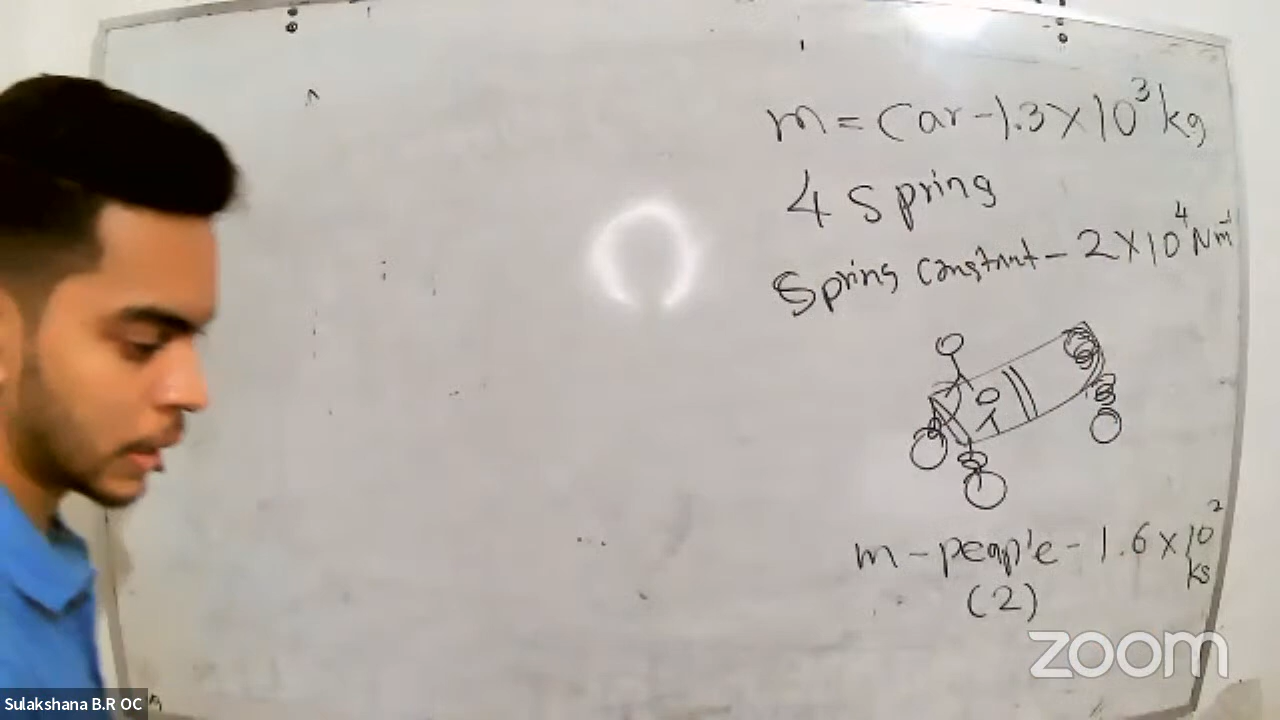 m = Car - 1.3 × 10³ kg
4 Spring
Spring constant - 2 × 10⁴ Nm⁻¹
m - people - 1.6 × 10² kg
(2)
zoom
Sulakshana B.R OC